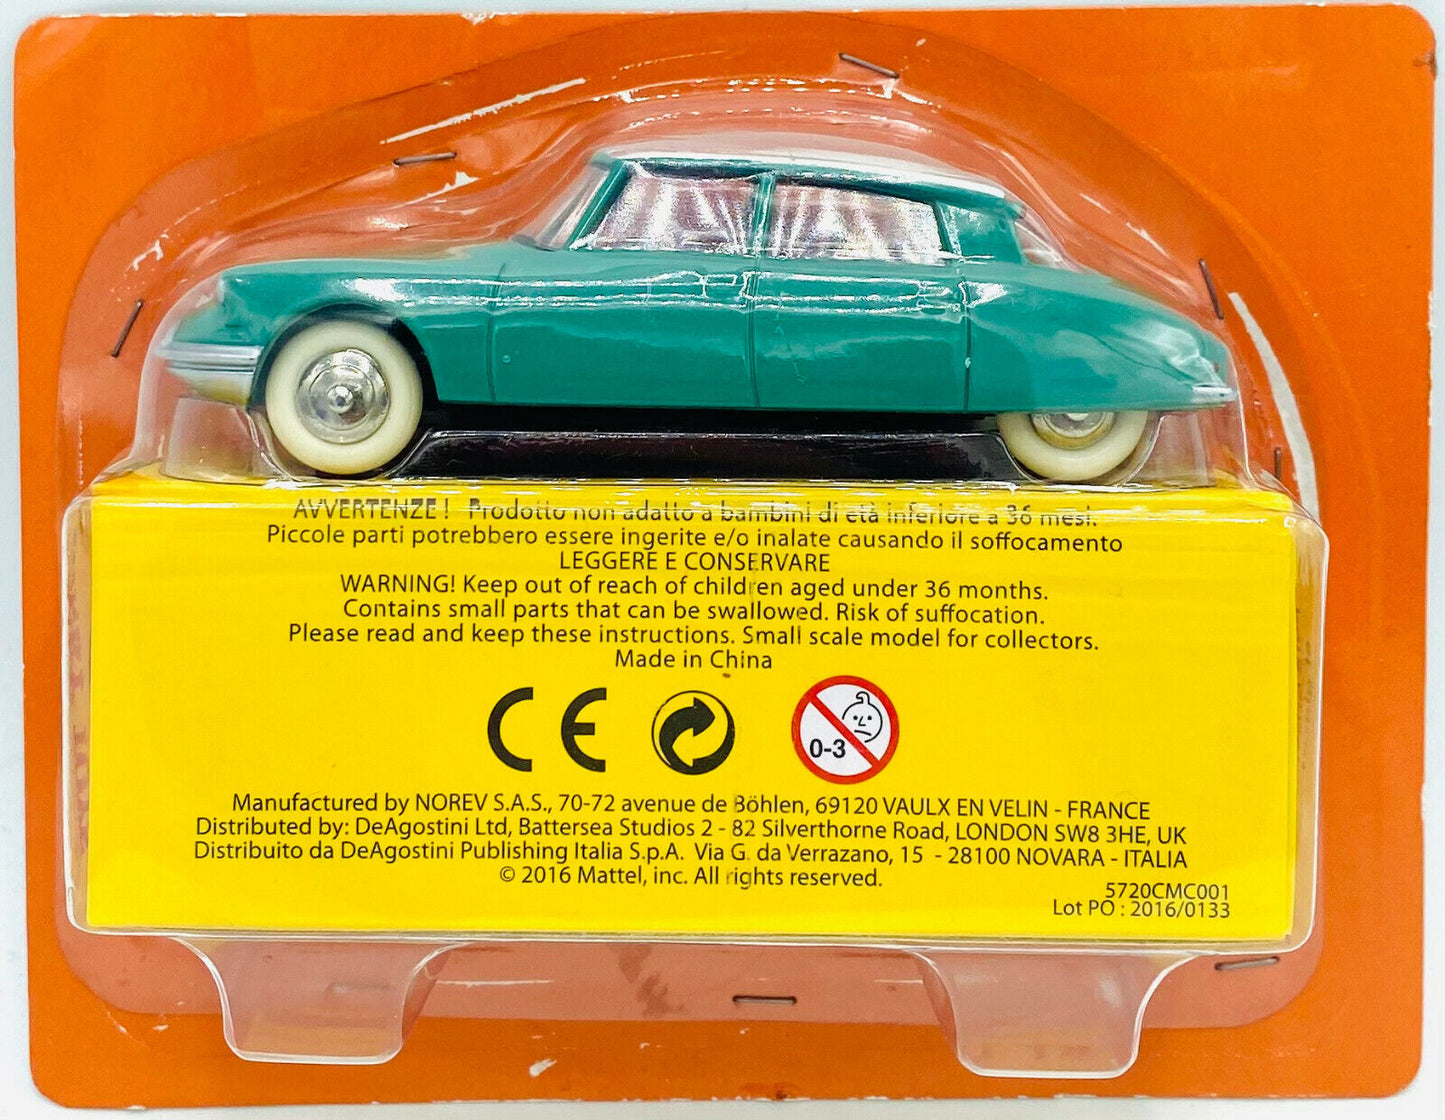 AVVERTENZE ! Prodotto non adatto a bambini di età inferiore a 36 mesi.
Piccole parti potrebbero essere ingerite e/o inalate causando il soffocamento
LEGGERE E CONSERVARE
WARNING! Keep out of reach of children aged under 36 months.
Contains small parts that can be swallowed. Risk of suffocation.
Please read and keep these instructions. Small scale model for collectors.
Made in China
CE
0-3
Manufactured by NOREV S.A.S., 70-72 avenue de Böhlen, 69120 VAULX EN VELIN - FRANCE
Distributed by: DeAgostini Ltd, Battersea Studios 2 - 82 Silverthorne Road, LONDON SW8 3HE, UK
Distribuito da DeAgostini Publishing Italia S.p.A. Via G. da Verrazano, 15 - 28100 NOVARA - ITALIA
© 2016 Mattel, inc. All rights reserved.
5720CMC001
Lot PO : 2016/0133